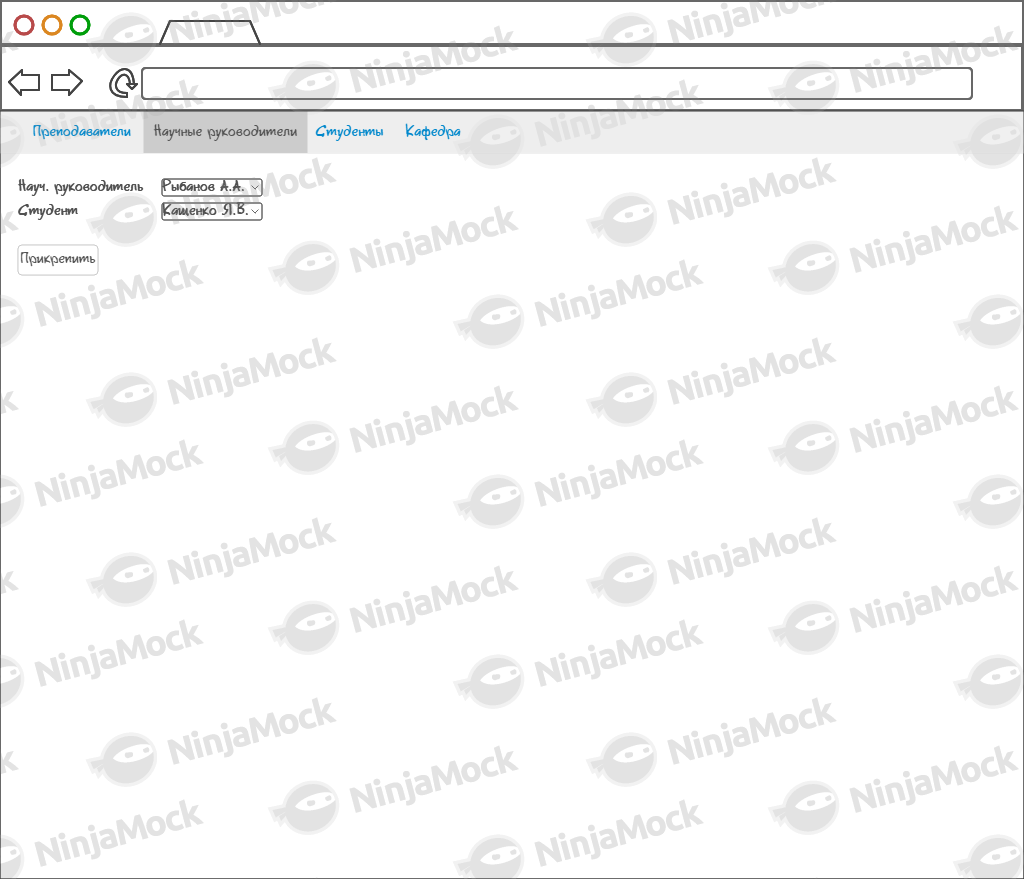 Преподаватели Научные руководители Студенты Кафедра
Науч. руководитель Рыбанов А.А.
Студент Кащенко Я.В.
Прикрепить
NinjaMock